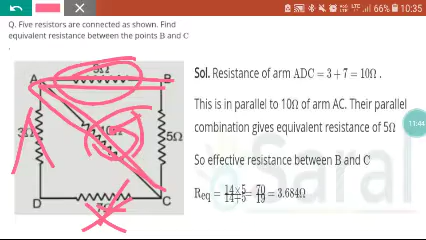 66% 10:35
Q. Five resistors are connected as shown. Find
equivalent resistance between the points B and C
.
A
B
3Ω
10Ω
5Ω
D
C
Sol. Resistance of arm ADC = 3 + 7 = 10Ω .
This is in parallel to 10Ω of arm AC. Their parallel
combination gives equivalent resistance of 5Ω
So effective resistance between B and C
R_eq = 14×5/14+5 = 70/19 = 3.684Ω
11:44
Saral